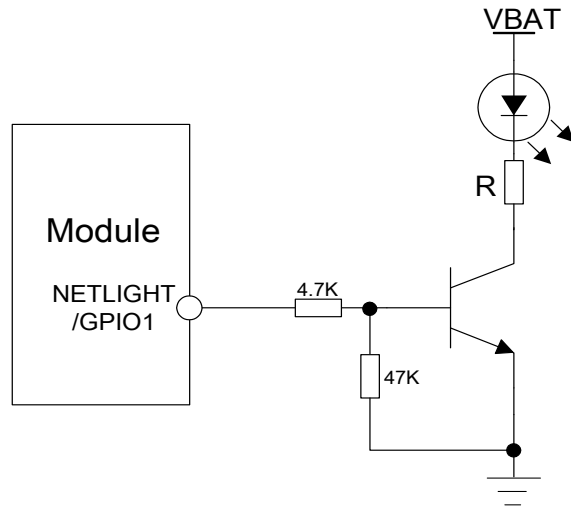 VBAT
R
Module
NETLIGHT
/GPIO1
4.7K
47K